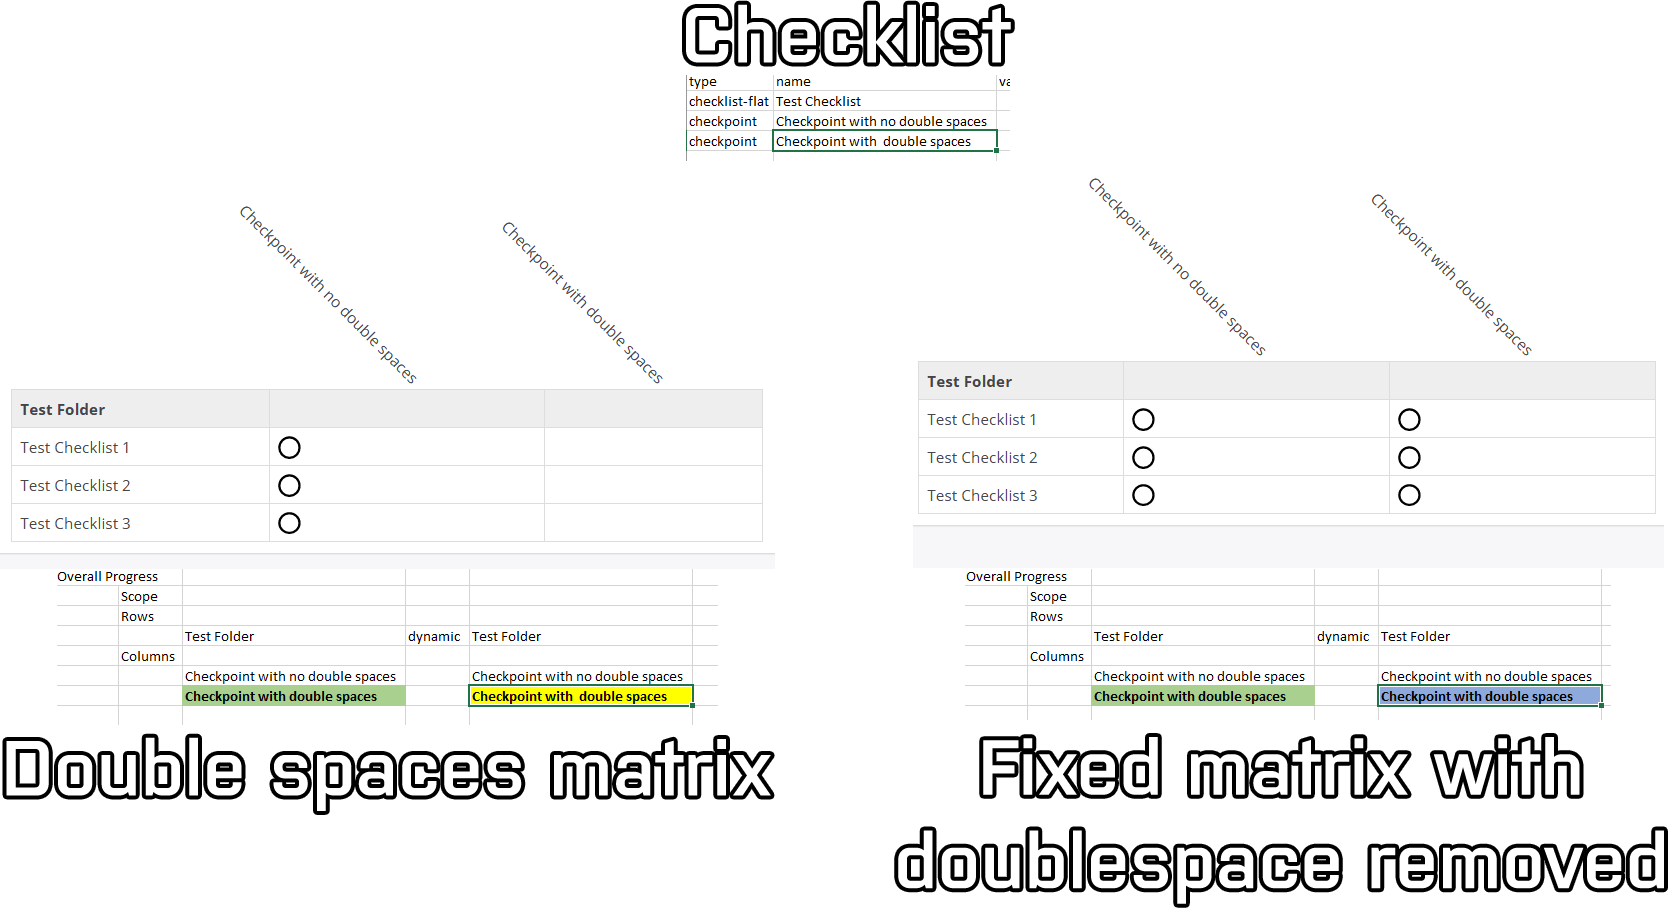 Checklist
type name va
checklist-flat Test Checklist
checkpoint Checkpoint with no double spaces
checkpoint Checkpoint with  double spaces
Checkpoint with no double spaces
Checkpoint with double spaces
Test Folder
Test Checklist 1
Test Checklist 2
Test Checklist 3
Overall Progress
Scope
Rows
Test Folder dynamic Test Folder
Columns
Checkpoint with no double spaces Checkpoint with no double spaces
Checkpoint with double spaces Checkpoint with  double spaces
Double spaces matrix
Checkpoint with no double spaces
Checkpoint with double spaces
Test Folder
Test Checklist 1
Test Checklist 2
Test Checklist 3
Overall Progress
Scope
Rows
Test Folder dynamic Test Folder
Columns
Checkpoint with no double spaces Checkpoint with no double spaces
Checkpoint with double spaces Checkpoint with double spaces
Fixed matrix with
doublespace removed